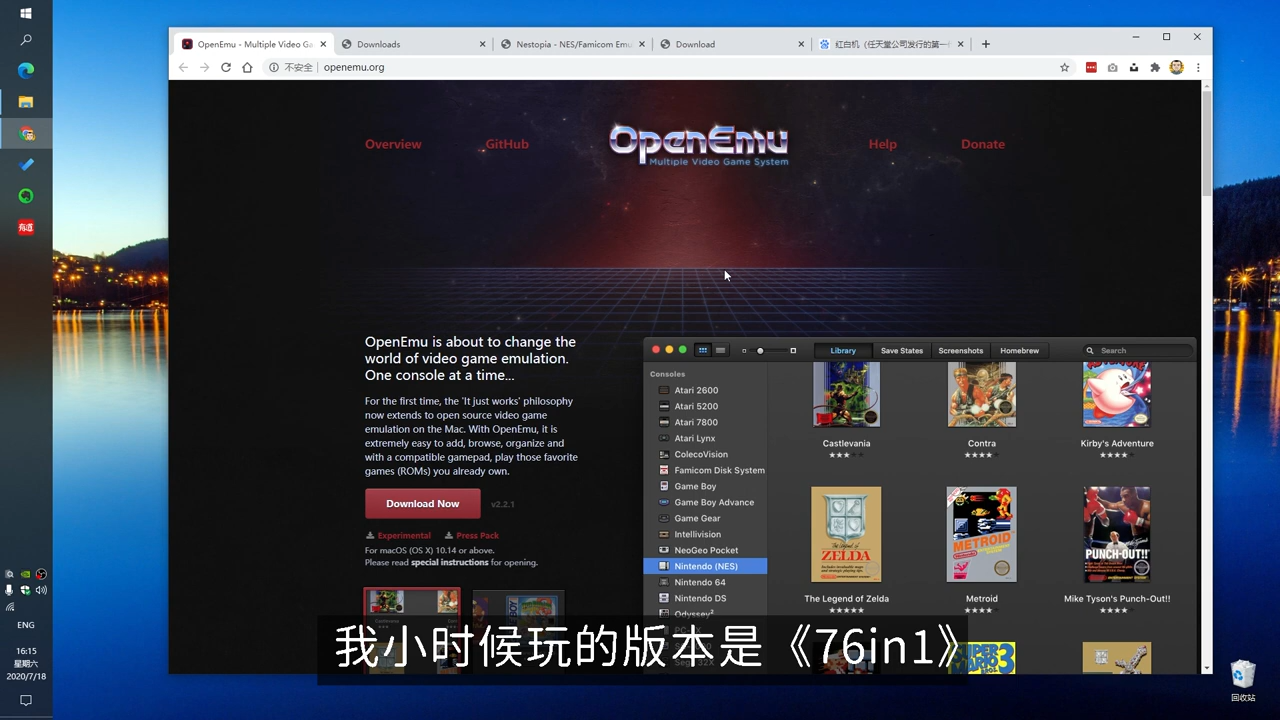 OpenEmu - Multiple Video Ga
Downloads
Nestopia - NES/Famicom Emu
Download
红白机（任天堂公司发行的第一
不安全
openemu.org
Overview
GitHub
OpenEmu
Multiple Video Game System
Help
Donate
OpenEmu is about to change the
world of video game emulation.
One console at a time...
For the first time, the 'It just works' philosophy
now extends to open source video game
emulation on the Mac. With OpenEmu, it is
extremely easy to add, browse, organize and
with a compatible gamepad, play those favorite
games (ROMs) you already own.
Download Now
v2.2.1
Experimental
Press Pack
For macOS (OS X) 10.14 or above.
Please read special instructions for opening.
Library
Save States
Screenshots
Homebrew
Search
Consoles
Atari 2600
Atari 5200
Atari 7800
Atari Lynx
ColecoVision
Famicom Disk System
Game Boy
Game Boy Advance
Game Gear
Intellivision
NeoGeo Pocket
Nintendo (NES)
Nintendo 64
Nintendo DS
Odyssey²
Sega 32X
Castlevania
Contra
Kirby's Adventure
ZELDA
METROID
PUNCH-OUT!!
The Legend of Zelda
Metroid
Mike Tyson's Punch-Out!!
我小时候玩的版本是《76in1》
有道
ENG
16:15
星期六
2020/7/18
回收站